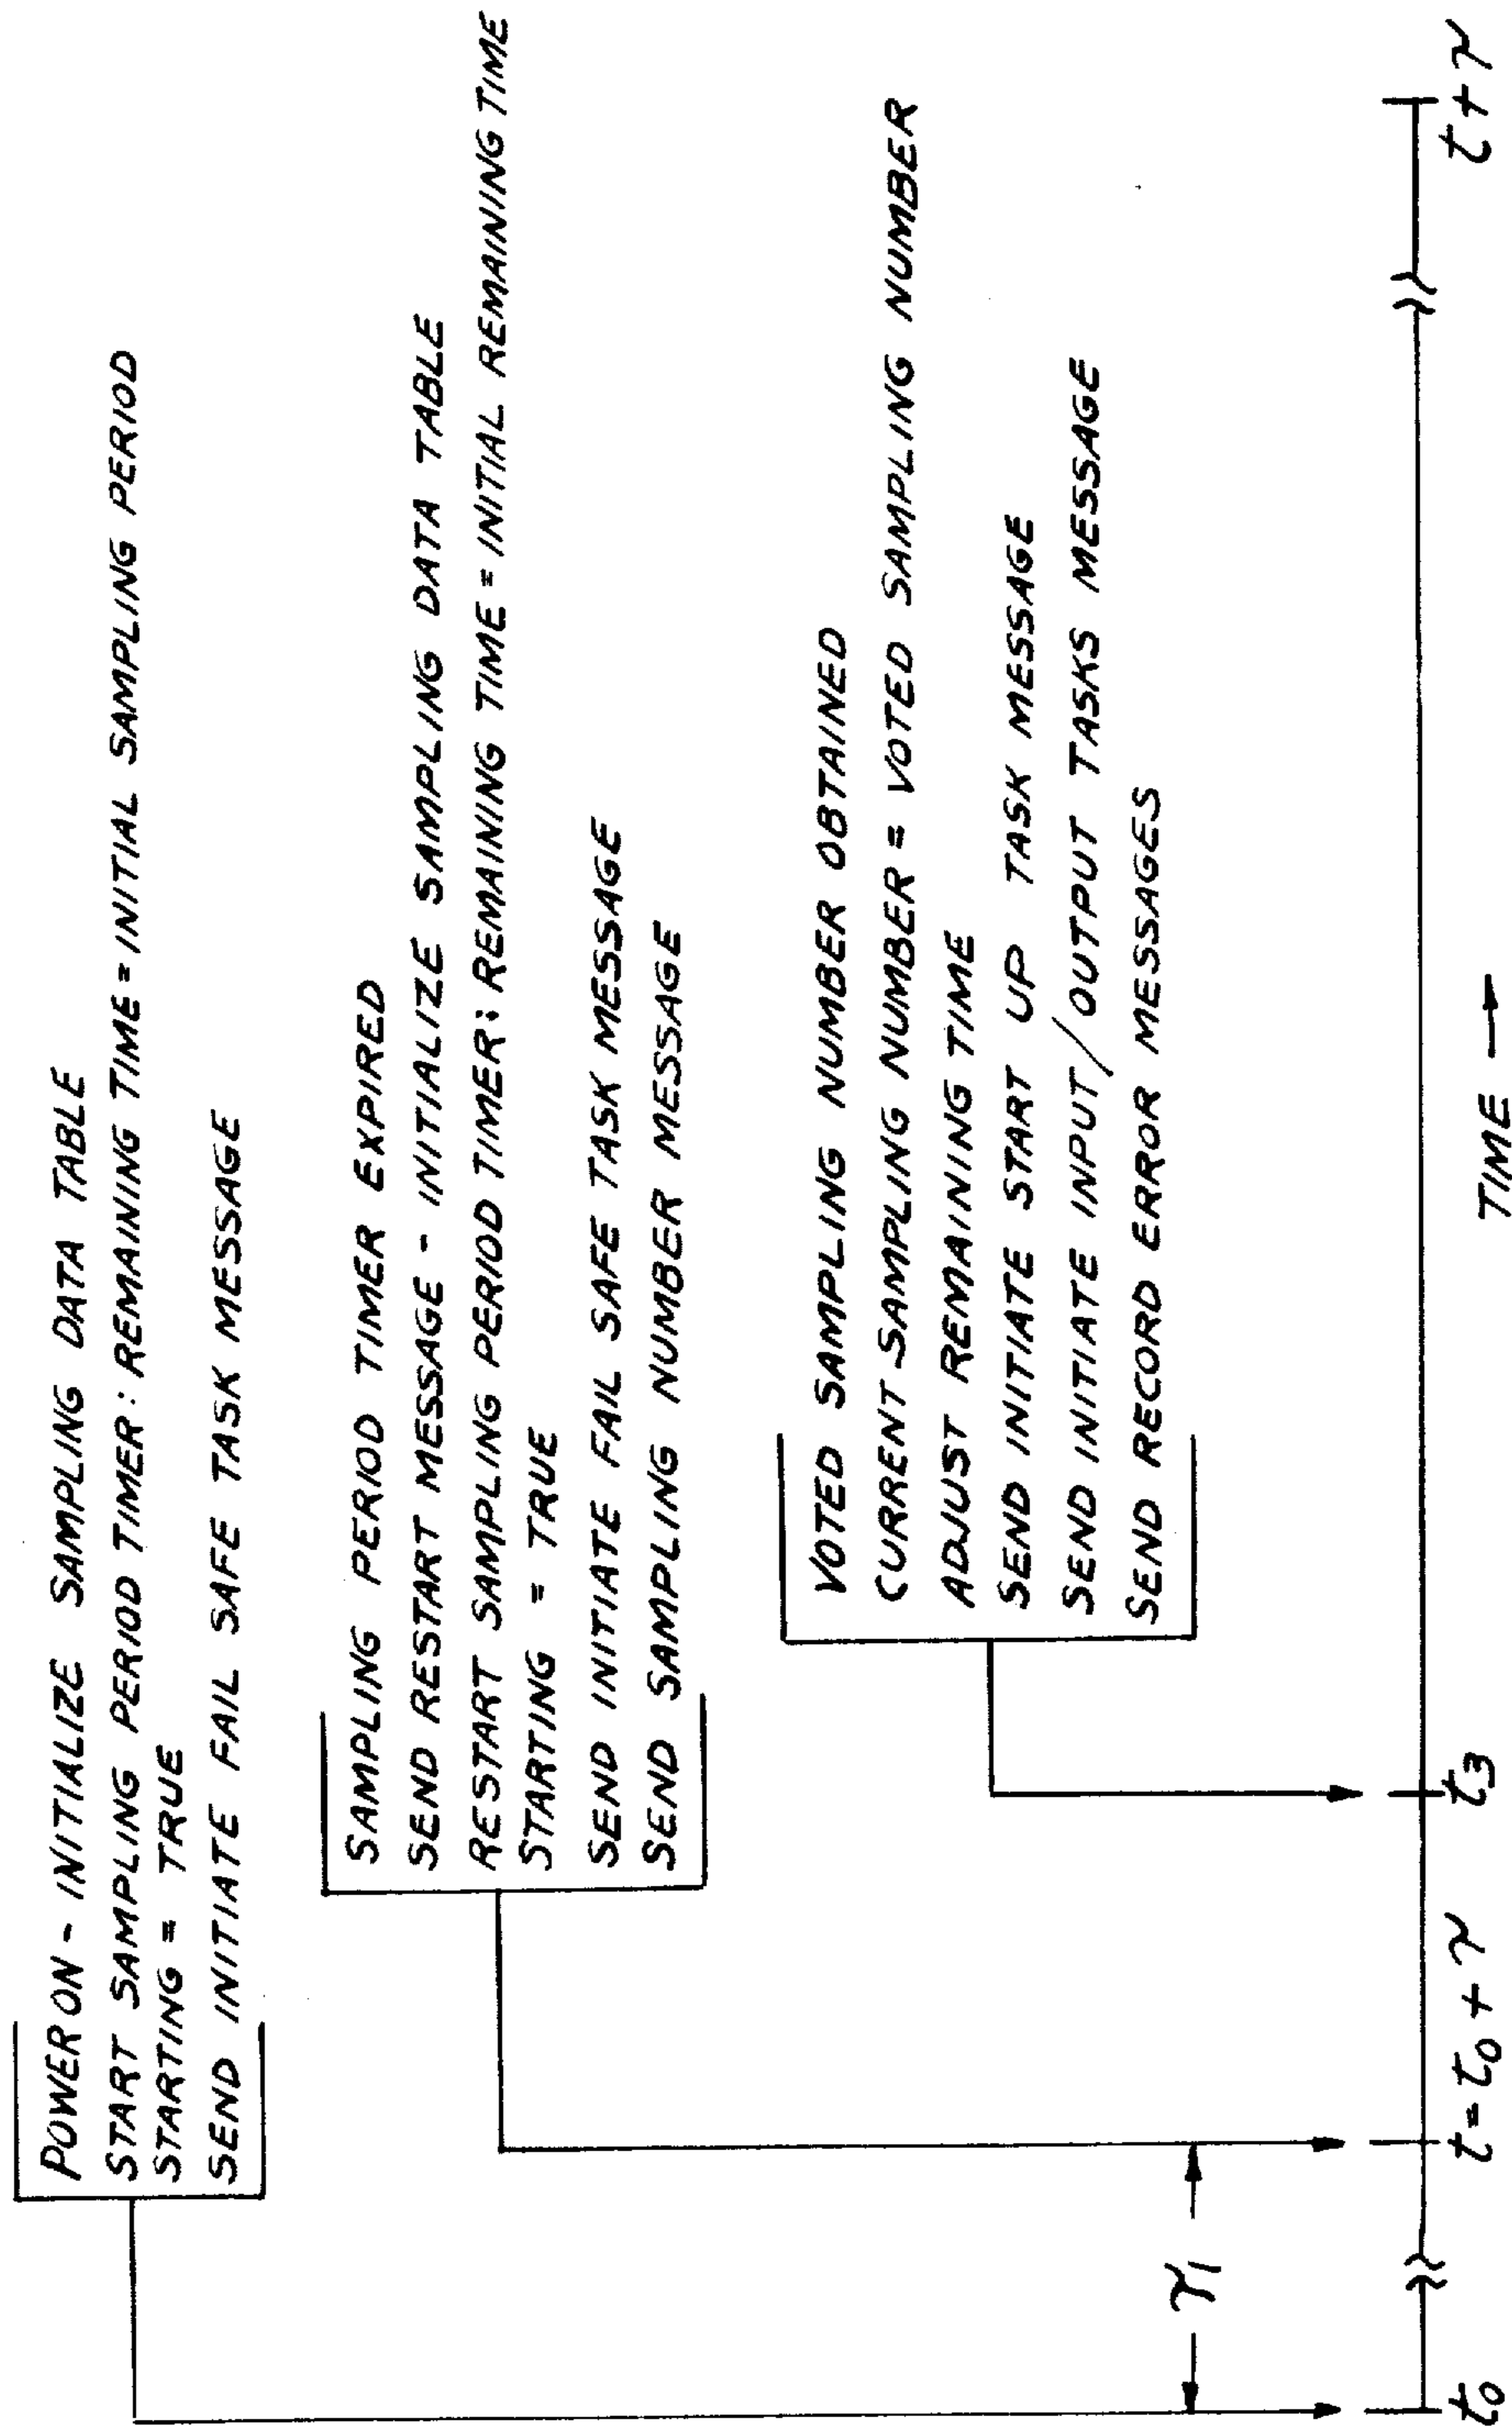 POWER ON - INITIALIZE SAMPLING DATA TABLE
START SAMPLING PERIOD TIMER: REMAINING TIME = INITIAL SAMPLING PERIOD
STARTING = TRUE
SEND INITIATE FAIL SAFE TASK MESSAGE
SAMPLING PERIOD TIMER EXPIRED
SEND RESTART MESSAGE - INITIALIZE SAMPLING DATA TABLE
RESTART SAMPLING PERIOD TIMER: REMAINING TIME = INITIAL REMAINING TIME
STARTING = TRUE
SEND INITIATE FAIL SAFE TASK MESSAGE
SEND SAMPLING NUMBER MESSAGE
VOTED SAMPLING NUMBER OBTAINED
CURRENT SAMPLING NUMBER = VOTED SAMPLING NUMBER
ADJUST REMAINING TIME
SEND INITIATE START UP TASK MESSAGE
SEND INITIATE INPUT/OUTPUT TASKS MESSAGE
SEND RECORD ERROR MESSAGES
τ1
t0
t = t0 + τ
t3
t + τ
TIME →